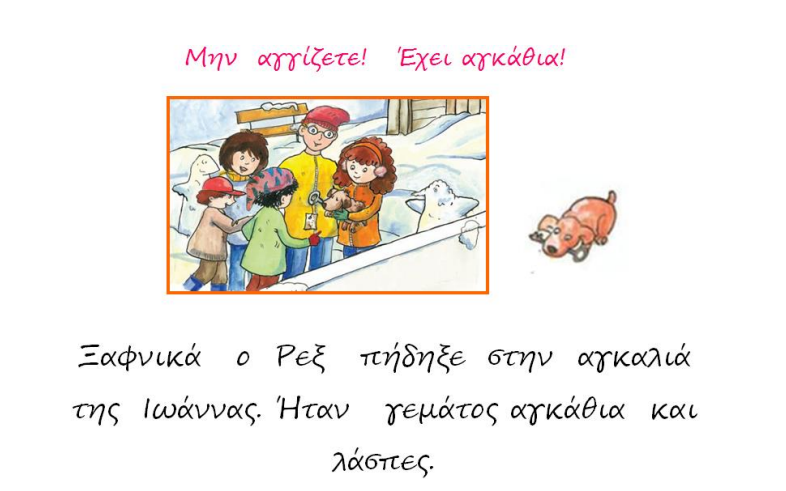 Μην αγγίζετε! Έχει αγκάθια!
Ξαφνικά ο Ρεξ πήδηξε στην αγκαλιά
της Ιωάννας. Ήταν γεμάτος αγκάθια και
λάσπες.